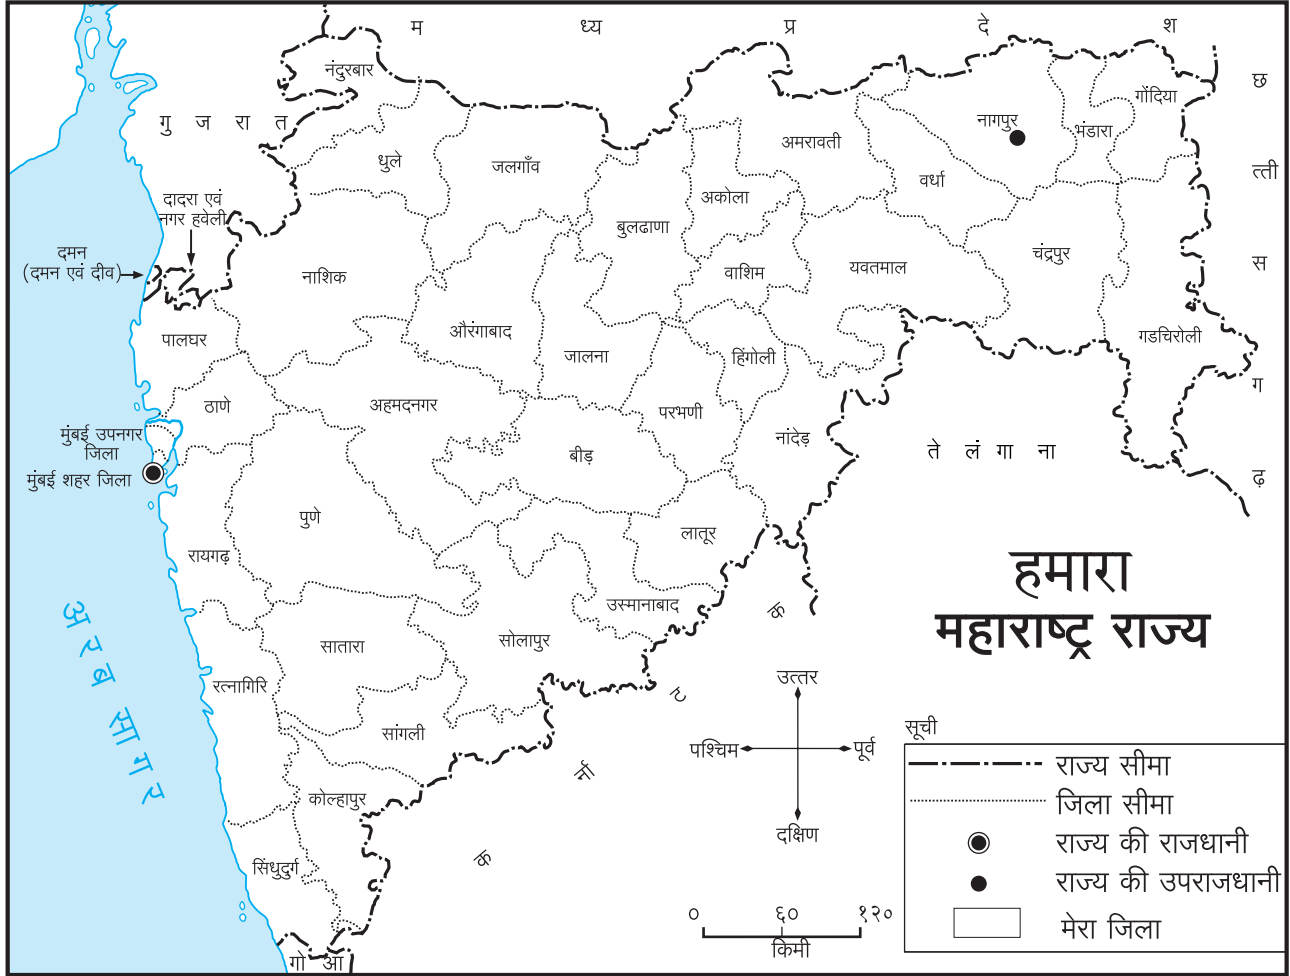 म ध्य प्र दे श
नंदुरबार
छ त्ती स ग ढ़
गोंदिया
गु ज रा त
नागपुर
भंडारा
धुले
जलगाँव
अमरावती
वर्धा
अकोला
दादरा एवं
नगर हवेली
बुलढाणा
दमन
(दमन एवं दीव)
नाशिक
वाशिम
यवतमाल
चंद्रपुर
पालघर
औरंगाबाद
जालना
हिंगोली
गडचिरोली
ठाणे
अहमदनगर
परभणी
नांदेड़
मुंबई उपनगर
जिला
मुंबई शहर जिला
बीड़
ते लं गा ना
पुणे
लातूर
रायगढ़
उस्मानाबाद
हमारा
महाराष्ट्र राज्य
अ र ब सा ग र
सातारा
सोलापुर
रत्नागिरि
सांगली
क र्ना ट क
कोल्हापुर
सिंधुदुर्ग
गो आ
उत्तर
पश्चिम
पूर्व
दक्षिण
० ६० १२०
किमी
सूची
राज्य सीमा
जिला सीमा
राज्य की राजधानी
राज्य की उपराजधानी
मेरा जिला